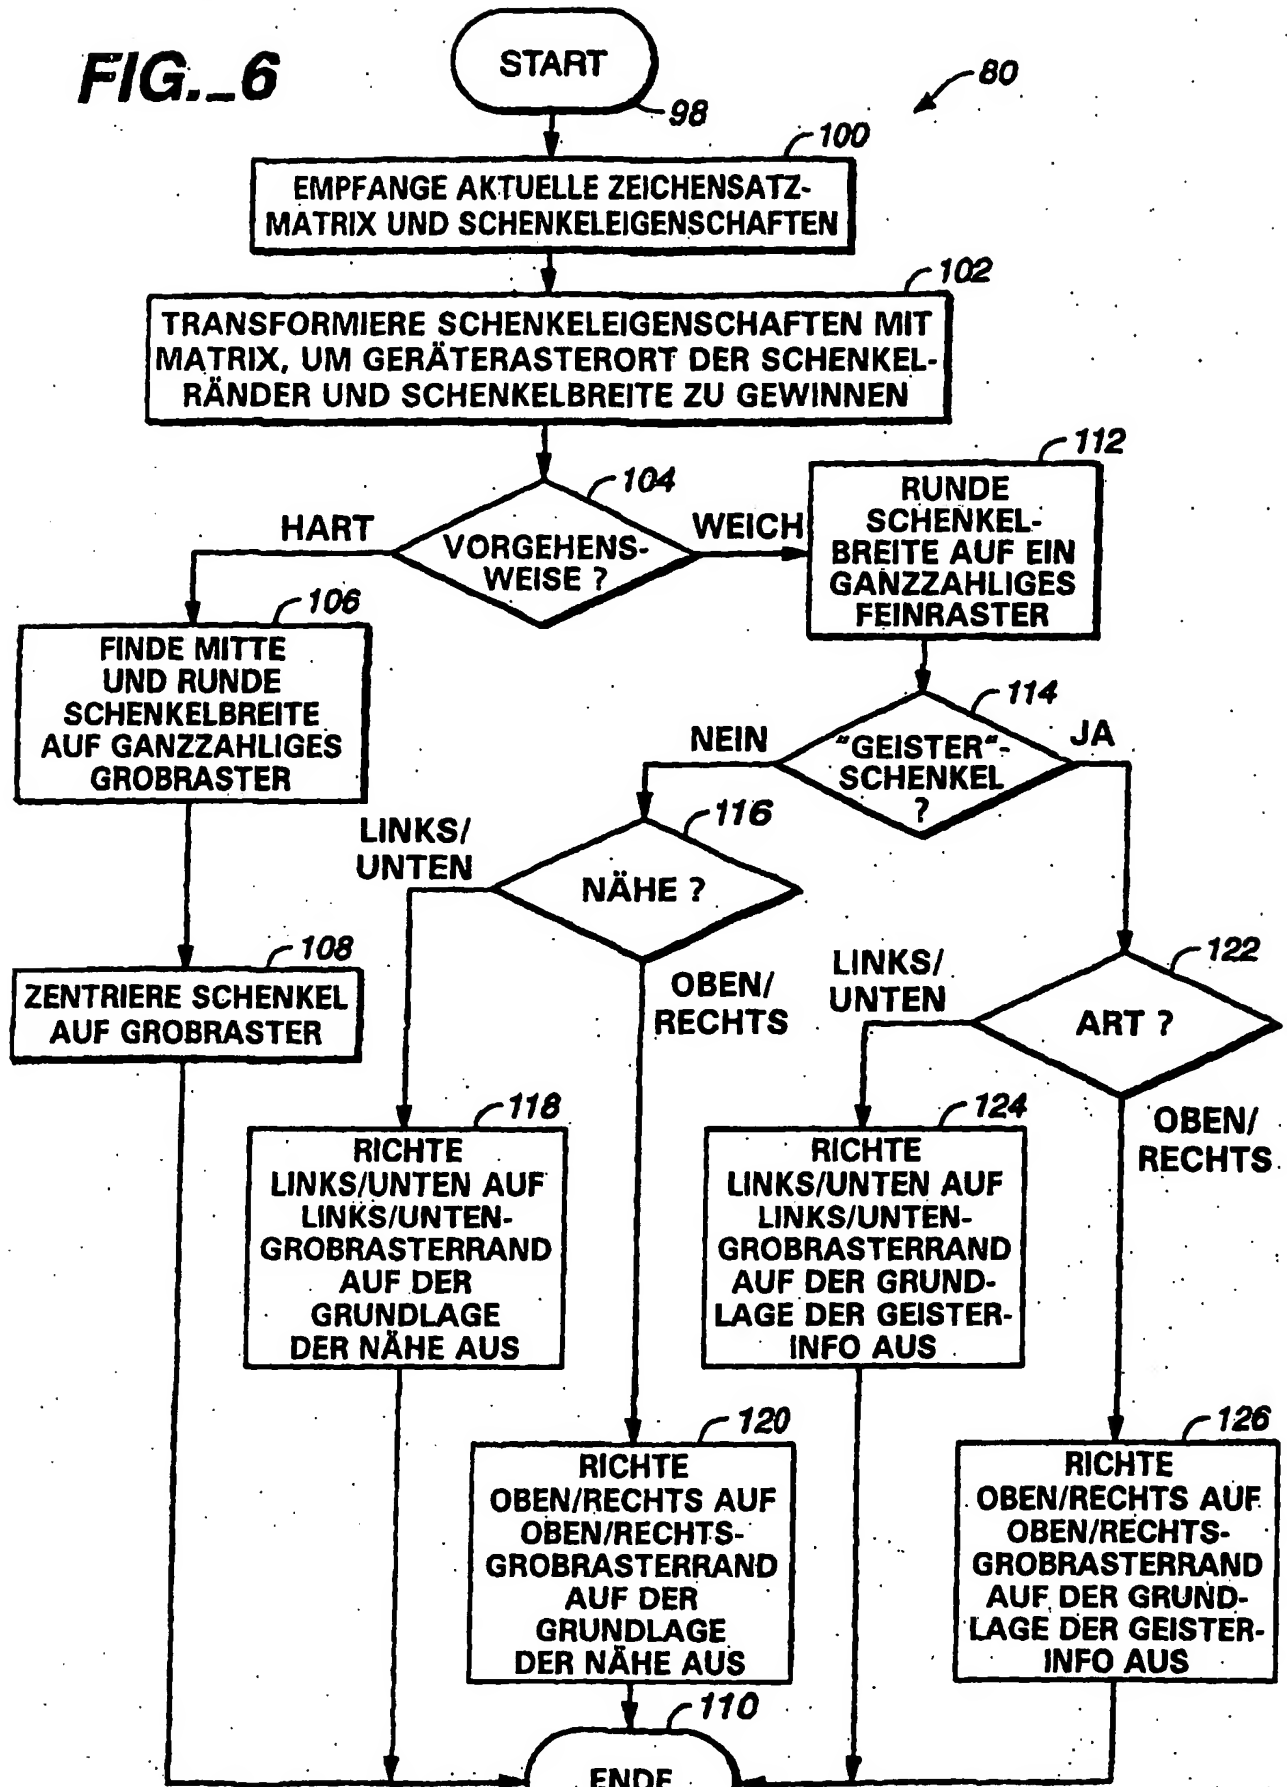 FIG._6
START
98
80
100
EMPFANGE AKTUELLE ZEICHENSATZ-
MATRIX UND SCHENKELEIGENSCHAFTEN
102
TRANSFORMIERE SCHENKELEIGENSCHAFTEN MIT
MATRIX, UM GERÄTERASTERORT DER SCHENKEL-
RÄNDER UND SCHENKELBREITE ZU GEWINNEN
104
VORGEHENS-
WEISE ?
HART
WEICH
112
RUNDE
SCHENKEL-
BREITE AUF EIN
GANZZAHLIGES
FEINRASTER
106
FINDE MITTE
UND RUNDE
SCHENKELBREITE
AUF GANZZAHLIGES
GROBRASTER
114
"GEISTER"-
SCHENKEL
?
NEIN
JA
116
NÄHE ?
LINKS/
UNTEN
OBEN/
RECHTS
108
ZENTRIERE SCHENKEL
AUF GROBRASTER
122
ART ?
LINKS/
UNTEN
OBEN/
RECHTS
118
RICHTE
LINKS/UNTEN AUF
LINKS/UNTEN-
GROBRASTERRAND
AUF DER
GRUNDLAGE
DER NÄHE AUS
124
RICHTE
LINKS/UNTEN AUF
LINKS/UNTEN-
GROBRASTERRAND
AUF DER GRUND-
LAGE DER GEISTER-
INFO AUS
120
RICHTE
OBEN/RECHTS AUF
OBEN/RECHTS-
GROBRASTERRAND
AUF DER
GRUNDLAGE
DER NÄHE AUS
126
RICHTE
OBEN/RECHTS AUF
OBEN/RECHTS-
GROBRASTERRAND
AUF DER GRUND-
LAGE DER GEISTER-
INFO AUS
110
ENDE